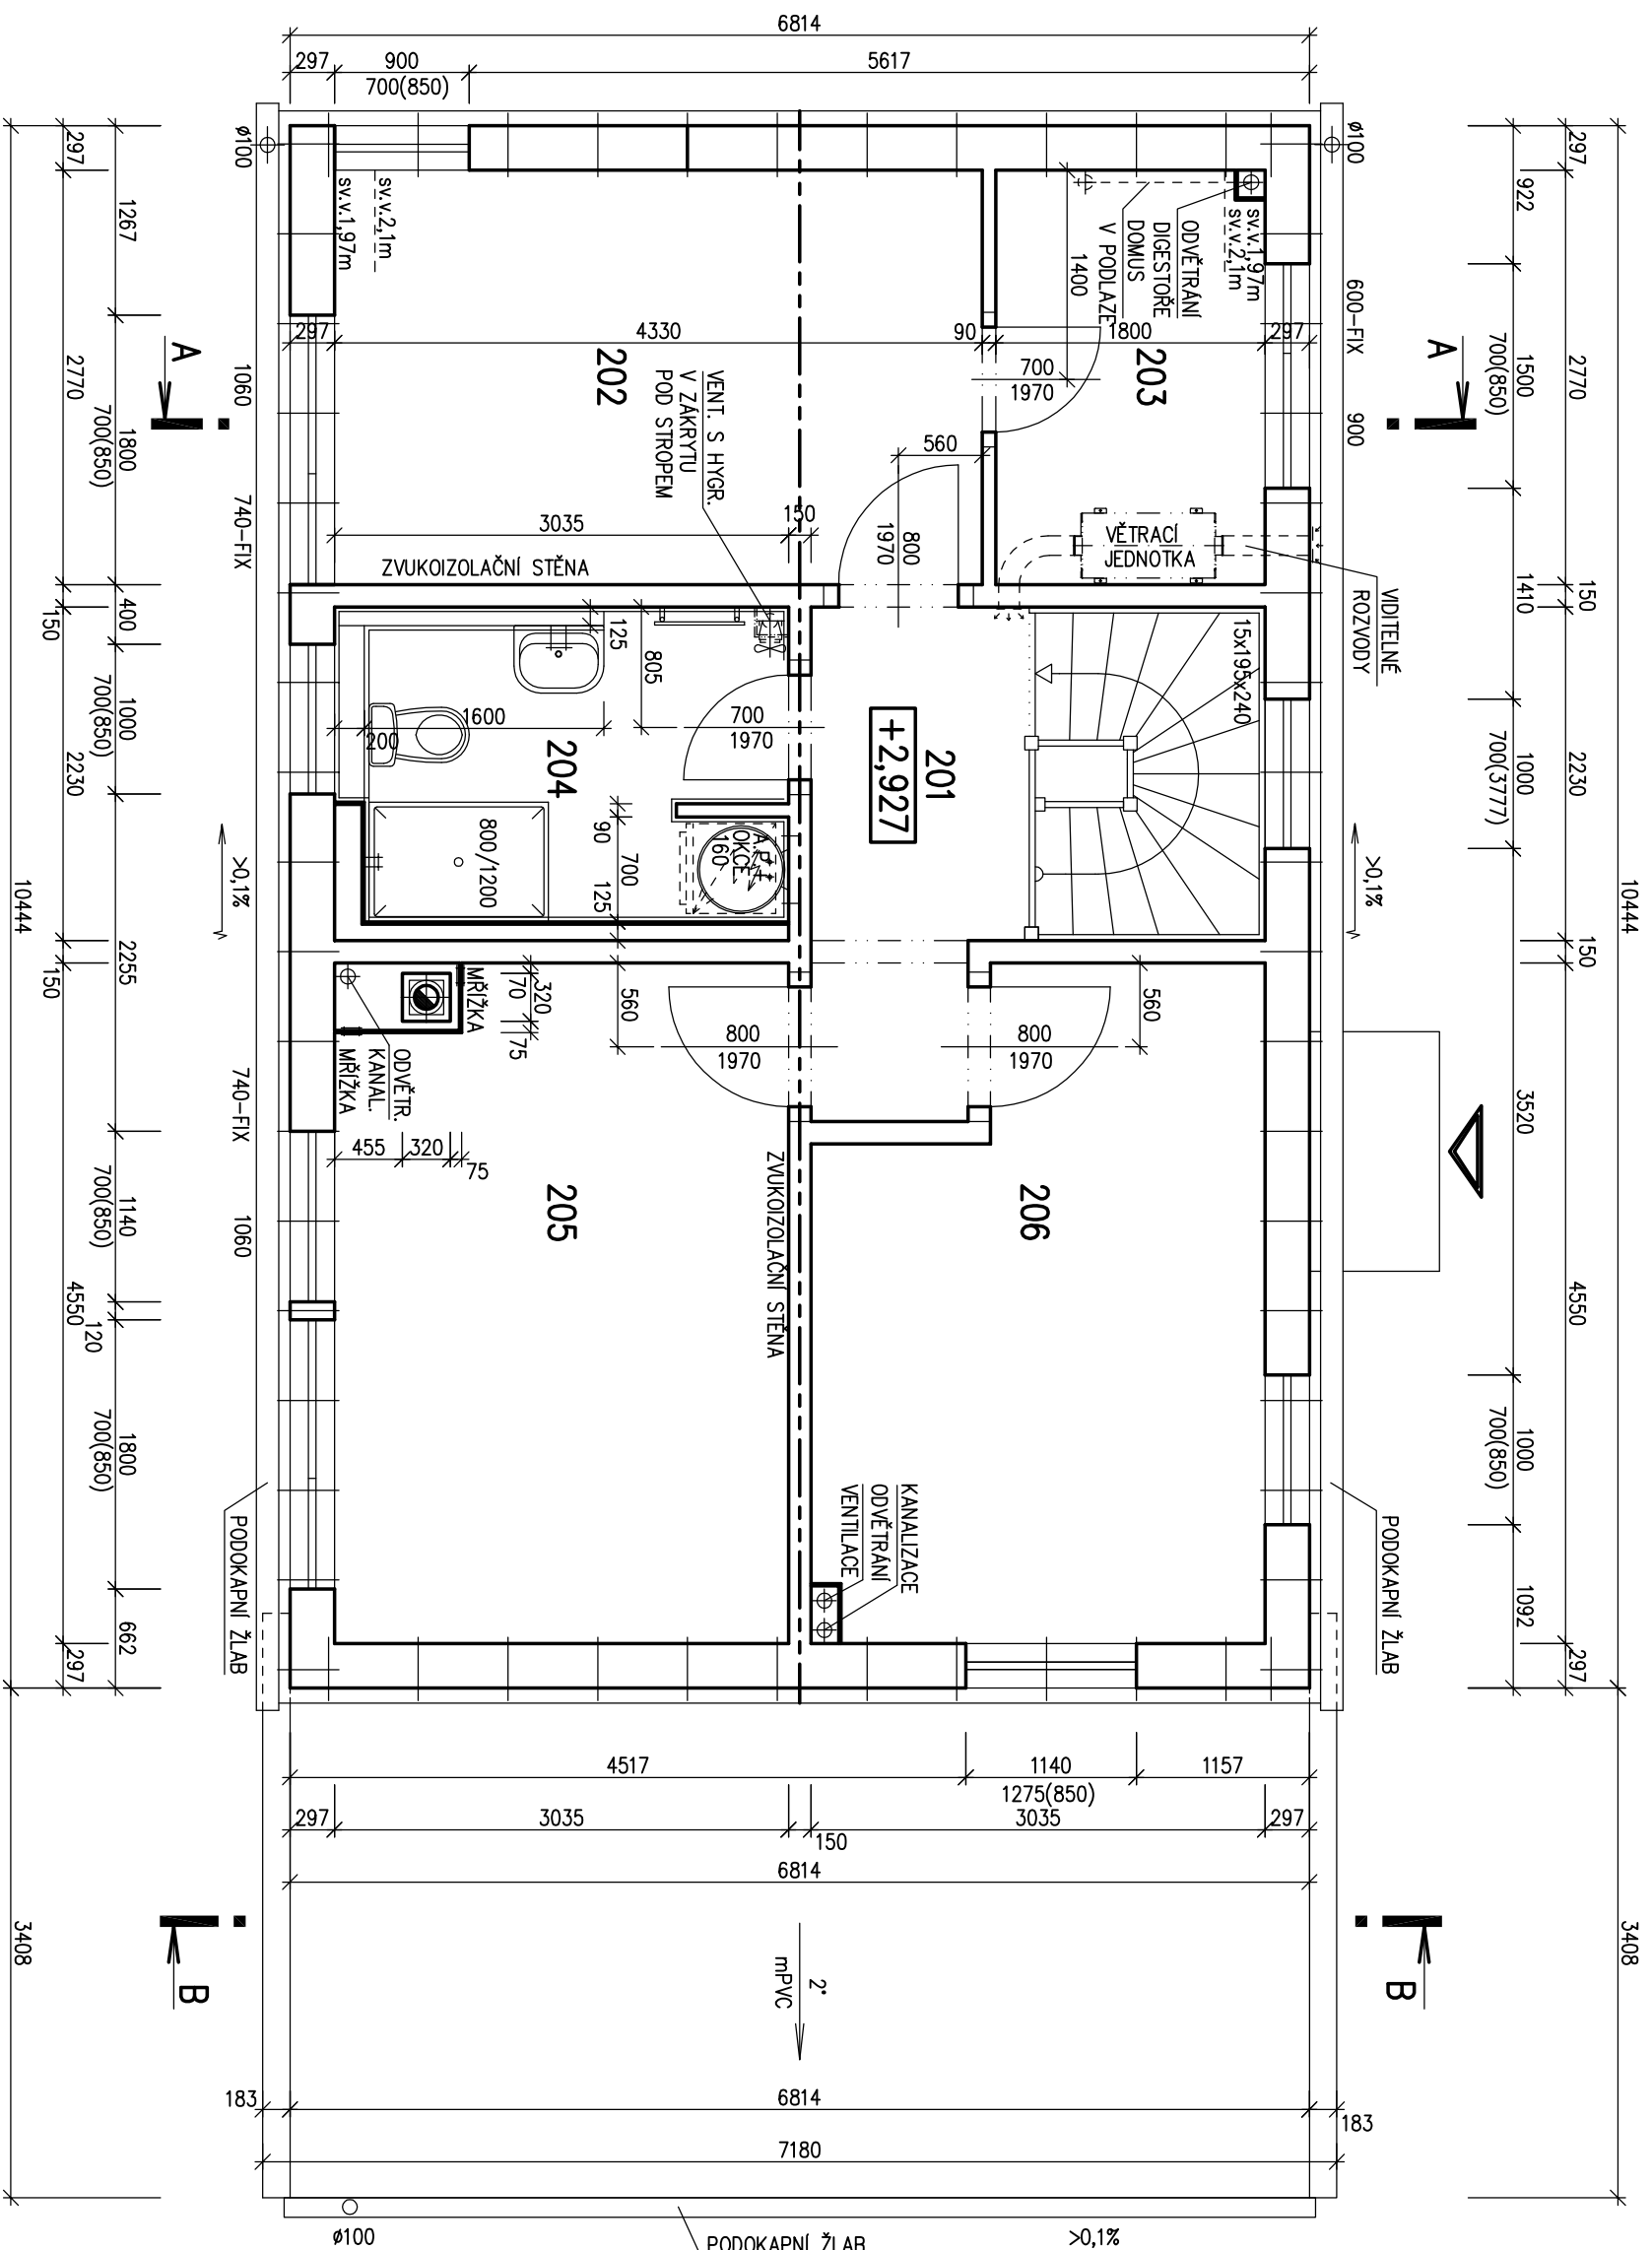 6814
297
900
700(850)
5617
10444
3408
297
2770
150
2230
150
4550
297
922
1500
700(850)
1410
1000
700(3777)
3520
1000
700(850)
1092
ø100
600-FIX
900
A
VIDITELNÉ
ROZVODY
>0,1%
PODOKAPNÍ ŽLAB
B
sv.v.1,97m
sv.v.2,1m
ODVĚTRÁNÍ
DIGESTOŘE
DOMUS
V PODLAZE
1400
297
4330
90
1800
297
203
700
1970
VĚTRACÍ
JEDNOTKA
15x195x240
560
800
1970
201
+2,927
202
sv.v.2,1m
sv.v.1,97m
VENT. S HYGR.
V ZÁKRYTU
POD STROPEM
3035
150
ZVUKOIZOLAČNÍ STĚNA
125
805
1600
200
204
700
1970
90
700
125
A.P.
OKCE
160
800/1200
560
320
70
75
MŘÍŽKA
ODVĚTR.
KANAL.
MŘÍŽKA
455
320
75
800
1970
800
1970
560
205
206
ZVUKOIZOLAČNÍ STĚNA
KANALIZACE
ODVĚTRÁNÍ
VENTILACE
4517
1140
1275(850)
1157
297
3035
150
3035
297
6814
2°
mPVC
183
6814
183
7180
ø100
PODOKAPNÍ ŽLAB
>0,1%
ø100
A
1060
740-FIX
>0,1%
740-FIX
1060
PODOKAPNÍ ŽLAB
B
1267
1800
700(850)
400
1000
700(850)
2255
1140
700(850)
120
1800
700(850)
662
297
2770
150
2230
150
4550
297
10444
3408